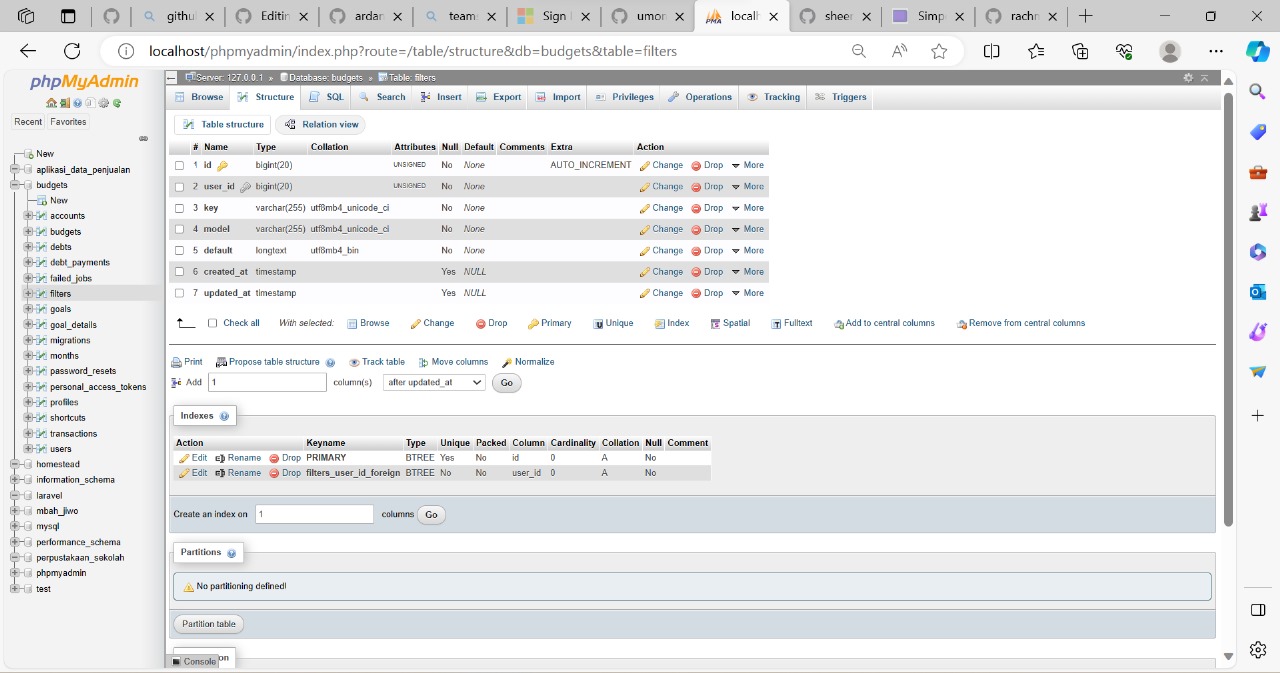 githu
Editin
ardan
team
Sign
umor
localh
sheer
Simp
rachn
localhost/phpmyadmin/index.php?route=/table/structure&db=budgets&table=filters
phpMyAdmin
Recent Favorites
New
aplikasi_data_penjualan
budgets
New
accounts
budgets
debts
debt_payments
failed_jobs
filters
goals
goal_details
migrations
months
password_resets
personal_access_tokens
profiles
shortcuts
transactions
users
homestead
information_schema
laravel
mbah_jiwo
mysql
performance_schema
perpustakaan_sekolah
phpmyadmin
test
Server: 127.0.0.1 » Database: budgets » Table: filters
Browse Structure SQL Search Insert Export Import Privileges Operations Tracking Triggers
Table structure Relation view
# Name Type Collation Attributes Null Default Comments Extra Action
1 id bigint(20) UNSIGNED No None AUTO_INCREMENT Change Drop More
2 user_id bigint(20) UNSIGNED No None Change Drop More
3 key varchar(255) utf8mb4_unicode_ci No None Change Drop More
4 model varchar(255) utf8mb4_unicode_ci No None Change Drop More
5 default longtext utf8mb4_bin No None Change Drop More
6 created_at timestamp Yes NULL Change Drop More
7 updated_at timestamp Yes NULL Change Drop More
Check all With selected: Browse Change Drop Primary Unique Index Spatial Fulltext Add to central columns Remove from central columns
Print Propose table structure Track table Move columns Normalize
Add 1 column(s) after updated_at Go
Indexes
Action Keyname Type Unique Packed Column Cardinality Collation Null Comment
Edit Rename Drop PRIMARY BTREE Yes No id 0 A No
Edit Rename Drop filters_user_id_foreign BTREE No No user_id 0 A No
Create an index on 1 columns Go
Partitions
No partitioning defined!
Partition table
Console